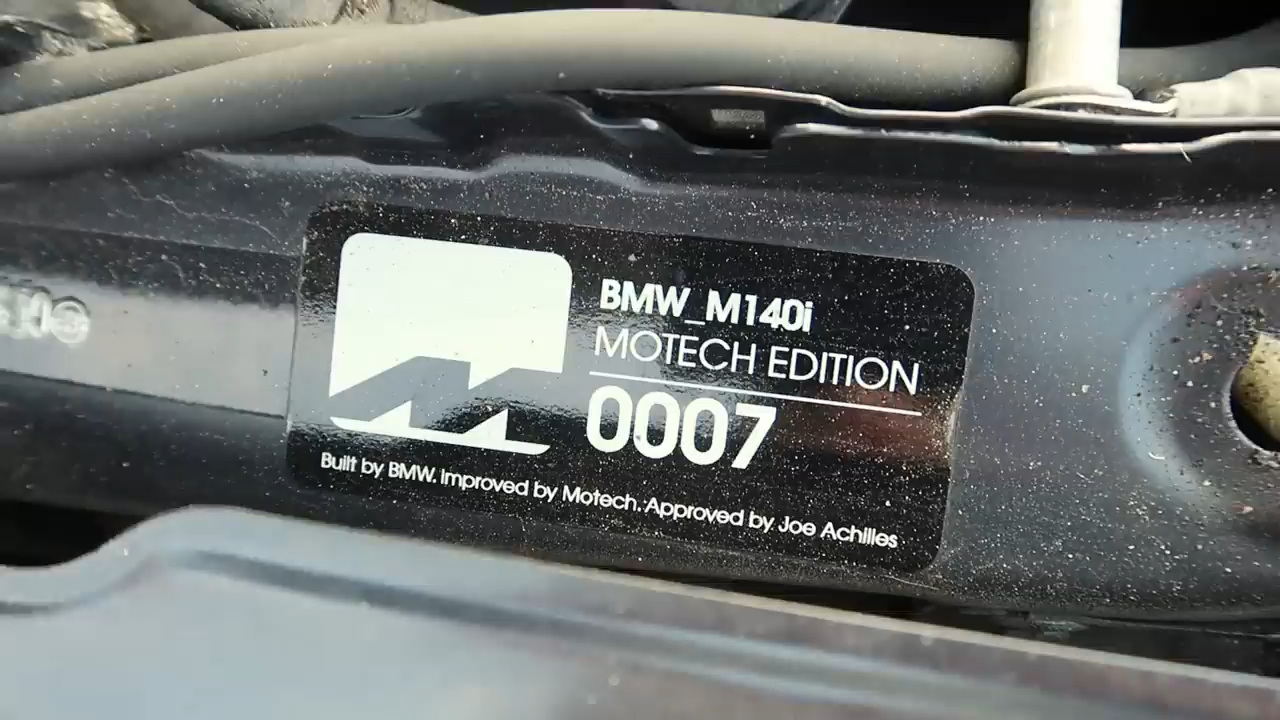 BMW_M140i
MOTECH EDITION
0007
Built by BMW. Improved by Motech. Approved by Joe Achilles